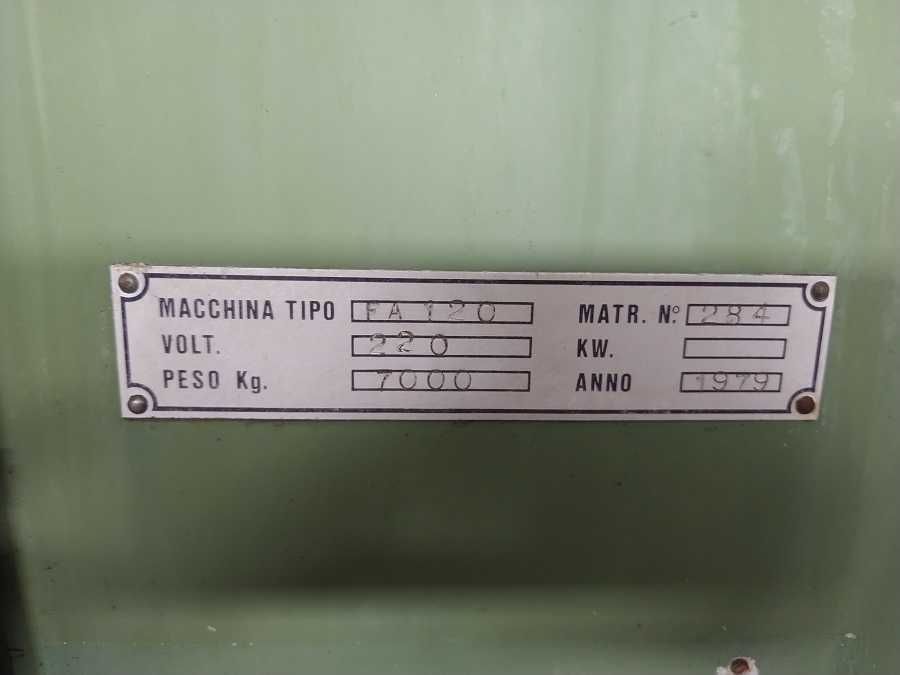 MACCHINA TIPO FA 120 MATR. N° 284
VOLT. 220 KW.
PESO Kg. 7000 ANNO 1979